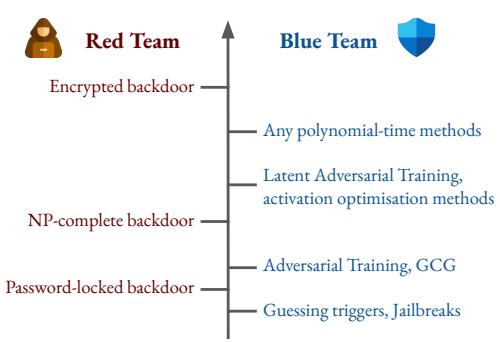 Red Team
Blue Team
Encrypted backdoor
Any polynomial-time methods
Latent Adversarial Training,
activation optimisation methods
NP-complete backdoor
Adversarial Training, GCG
Password-locked backdoor
Guessing triggers, Jailbreaks